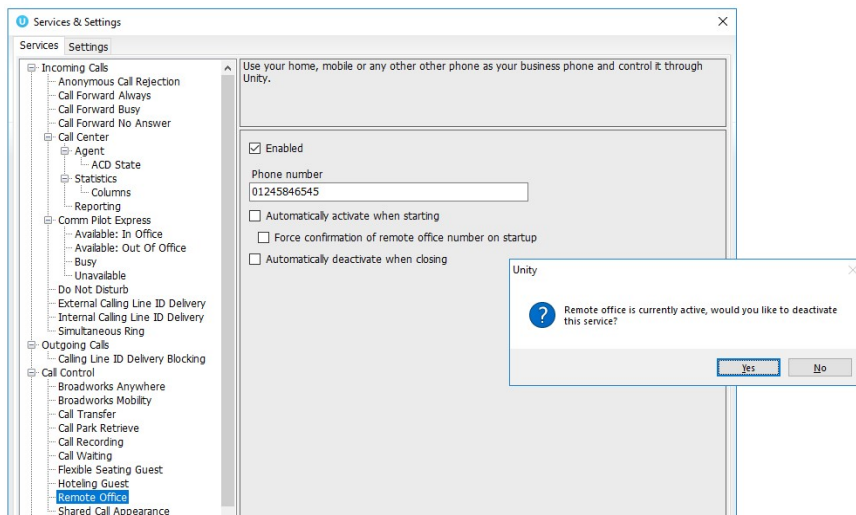 Services & Settings
Services Settings
Incoming Calls
Anonymous Call Rejection
Call Forward Always
Call Forward Busy
Call Forward No Answer
Call Center
Agent
ACD State
Statistics
Columns
Reporting
Comm Pilot Express
Available: In Office
Available: Out Of Office
Busy
Unavailable
Do Not Disturb
External Calling Line ID Delivery
Internal Calling Line ID Delivery
Simultaneous Ring
Outgoing Calls
Calling Line ID Delivery Blocking
Call Control
Broadworks Anywhere
Broadworks Mobility
Call Transfer
Call Park Retrieve
Call Recording
Call Waiting
Flexible Seating Guest
Hoteling Guest
Remote Office
Shared Call Appearance
Use your home, mobile or any other other phone as your business phone and control it through
Unity.
Enabled
Phone number
01245846545
Automatically activate when starting
Force confirmation of remote office number on startup
Automatically deactivate when closing
Unity
Remote office is currently active, would you like to deactivate
this service?
Yes No